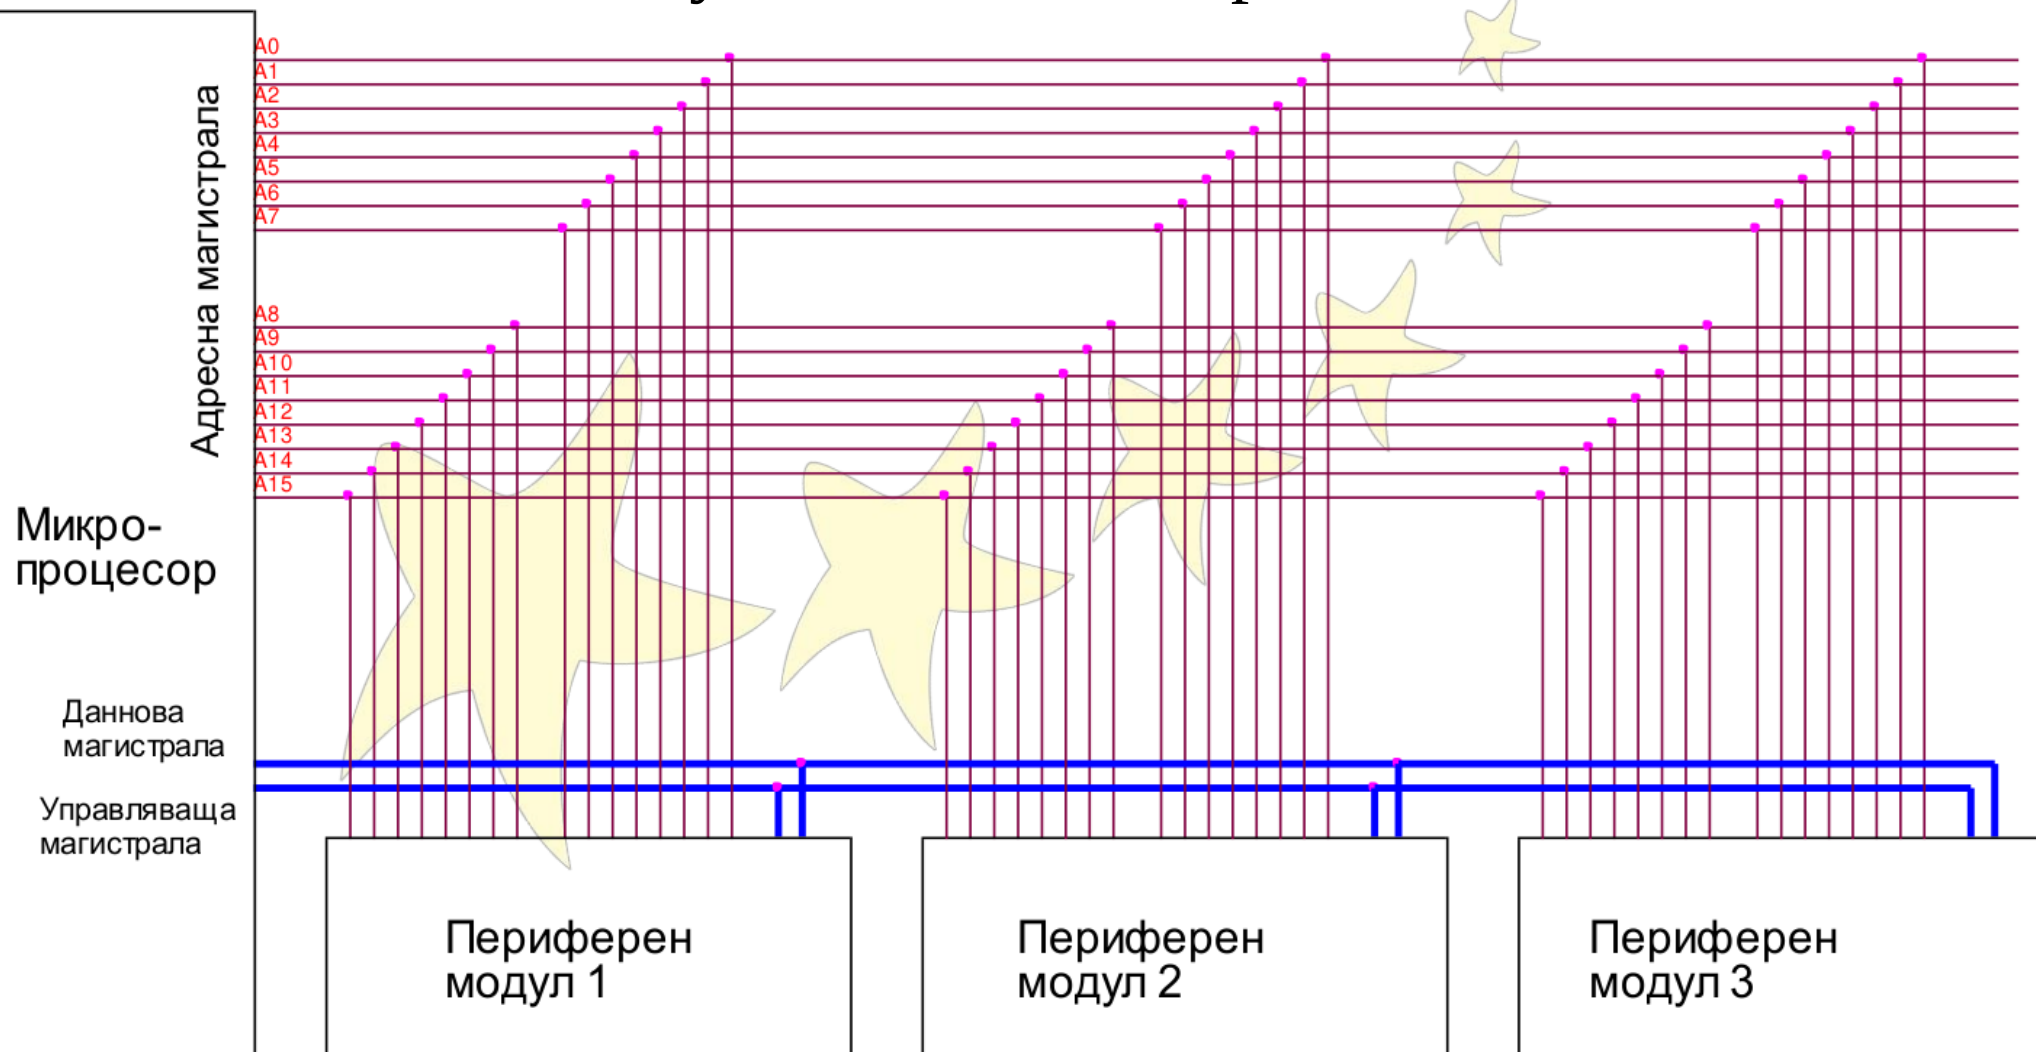 A0
A1
A2
A3
A4
A5
A6
A7
Адресна магистрала
A8
A9
A10
A11
A12
A13
A14
A15
Микро-
процесор
Даннова
магистрала
Управляваща
магистрала
Периферен
модул 1
Периферен
модул 2
Периферен
модул 3